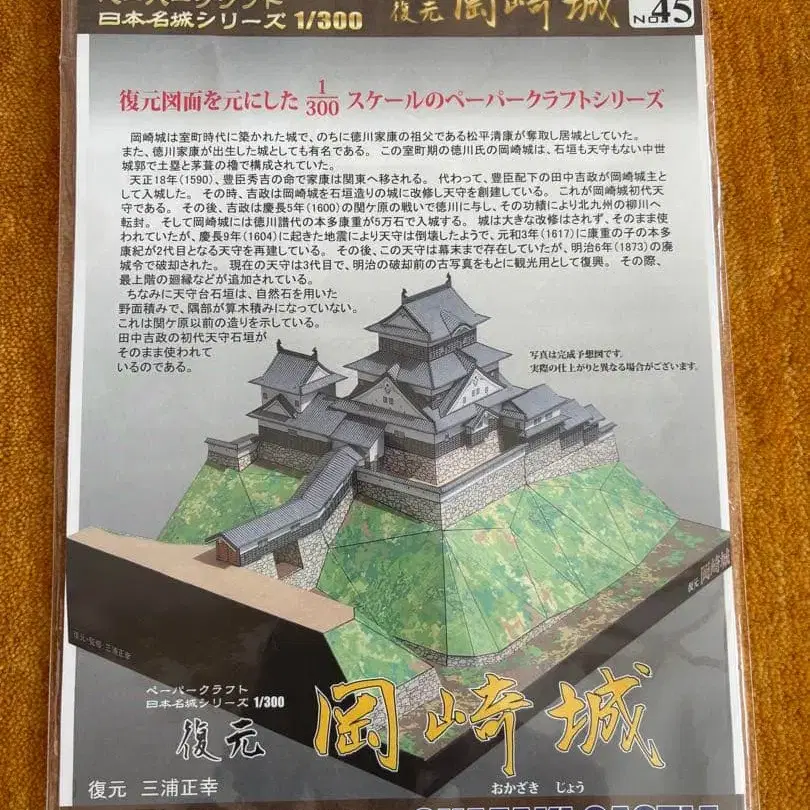 ペーパークラフト
日本名城シリーズ 1/300
復元 岡崎城
NO.45
復元図面を元にした 1/300 スケールのペーパークラフトシリーズ
岡崎城は室町時代に築かれた城で、のちに徳川家康の祖父である松平清康が奪取し居城としていた。
また、徳川家康が出生した城としても有名である。 この室町期の徳川氏の岡崎城は、石垣も天守もない中世
城郭で土塁と茅葺の櫓で構成されていた。
天正18年(1590)、豊臣秀吉の命で家康は関東へ移される。 代わって、豊臣配下の田中吉政が岡崎城主と
して入城した。 その時、吉政は岡崎城を石垣造りの城に改修し天守を創建している。 これが岡崎城初代天
守である。 その後、吉政は慶長5年(1600)の関ケ原の戦いで徳川に与し、その功績により北九州の柳川へ
転封。 そして岡崎城には徳川譜代の本多康重が5万石で入城する。 城は大きな改修はされず、そのまま使
われていたが、慶長9年(1604)に起きた地震により天守は倒壊したようで、元和3年(1617)に康重の子の本多
康紀が2代目となる天守を再建している。 その後、この天守は幕末まで存在していたが、明治6年(1873)の廃
城令で破却された。 現在の天守は3代目で、明治の破却前の古写真をもとに観光用として復興。 その際、
最上階の廻縁などが追加されている。
ちなみに天守台石垣は、自然石を用いた
野面積みで、隅部が算木積みになっていない。
これは関ケ原以前の造りを示している。
田中吉政の初代天守石垣が
そのまま使われて
いるのである。
写真は完成予想図です。
実際の仕上がりと異なる場合がございます。
復元 岡崎城
復元・監修 三浦正幸
ペーパークラフト
日本名城シリーズ 1/300
復元 岡崎城
おかざき じょう
復元 三浦正幸